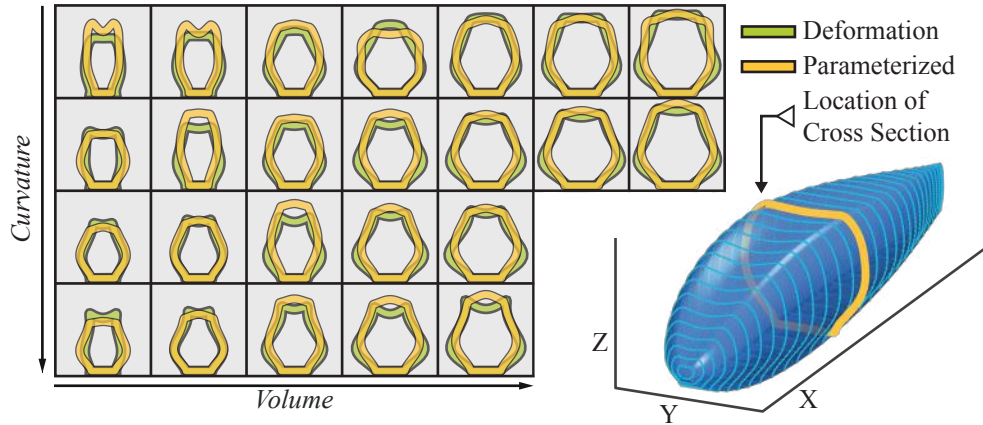 Deformation
Parameterized
Location of
Cross Section
Curvature
Volume
Z
Y
X